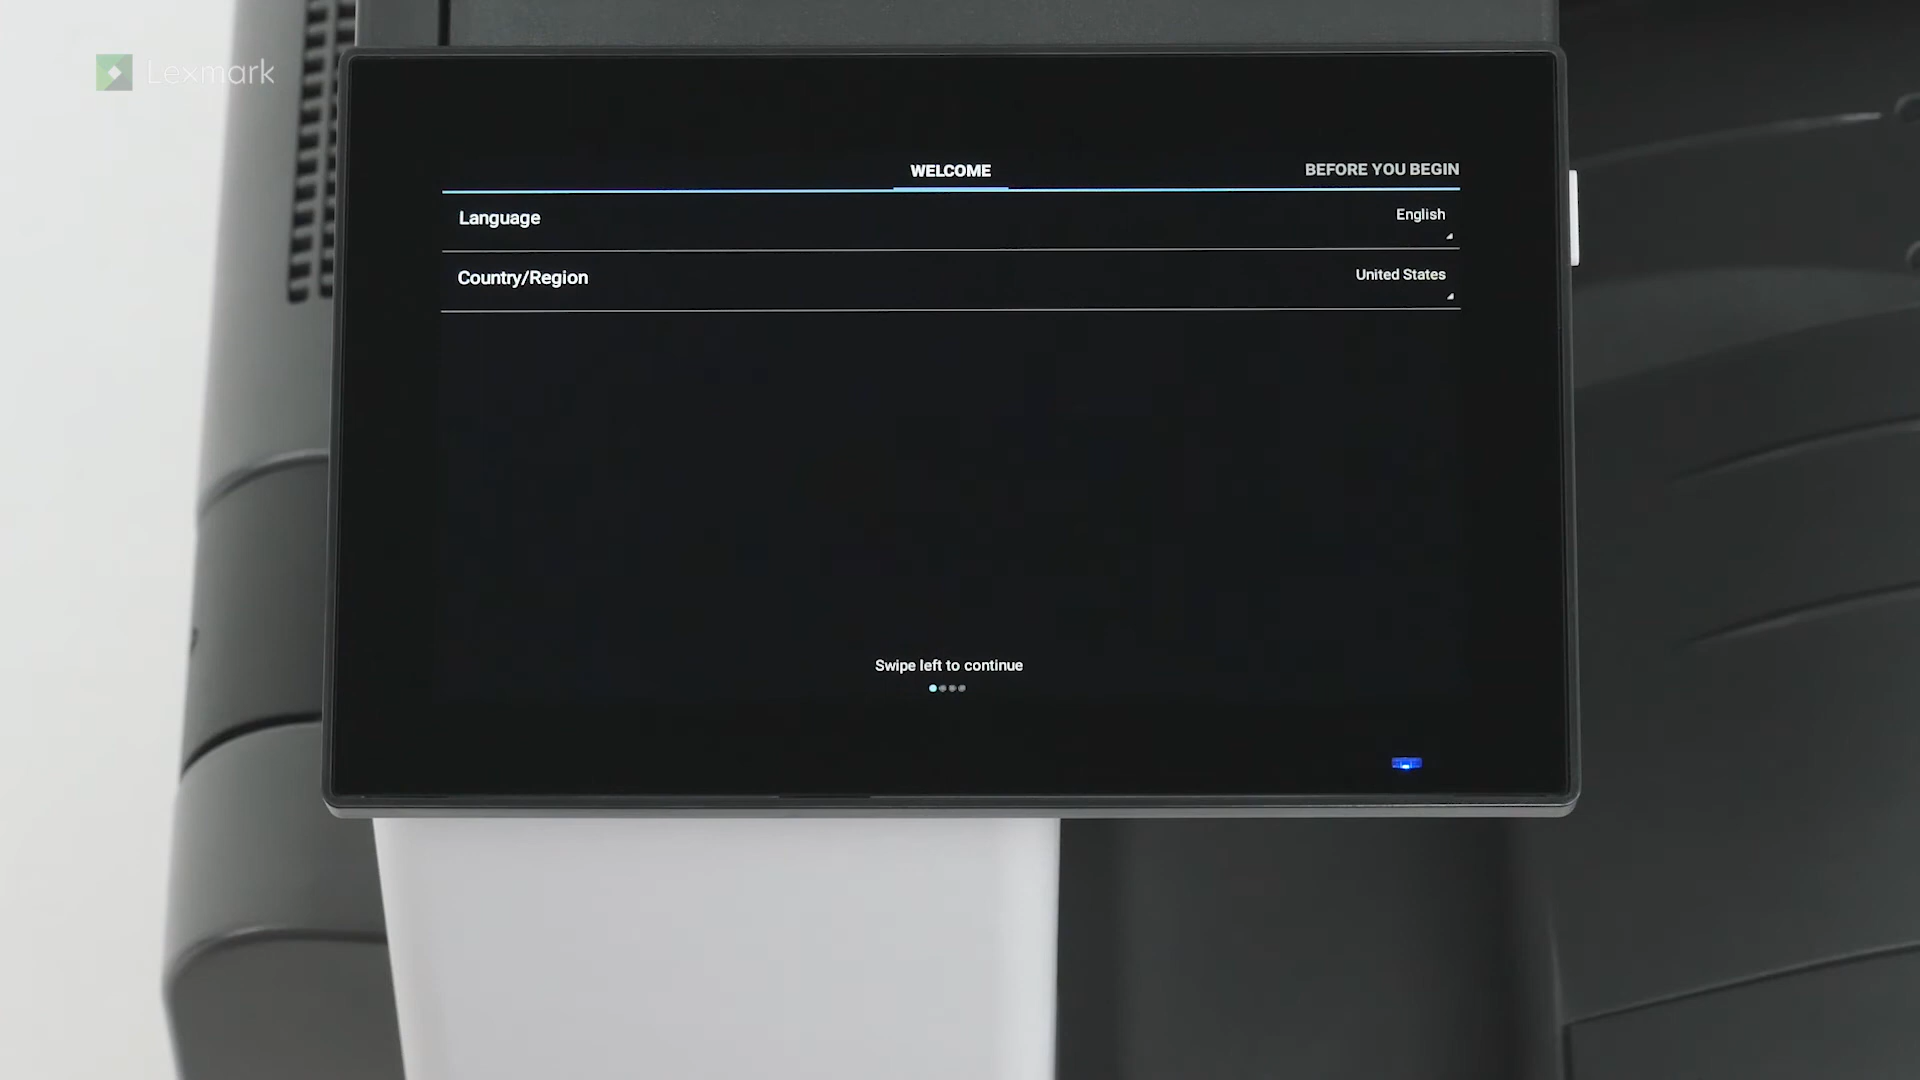 Lexmark
WELCOME
BEFORE YOU BEGIN
Language
English
Country/Region
United States
Swipe left to continue